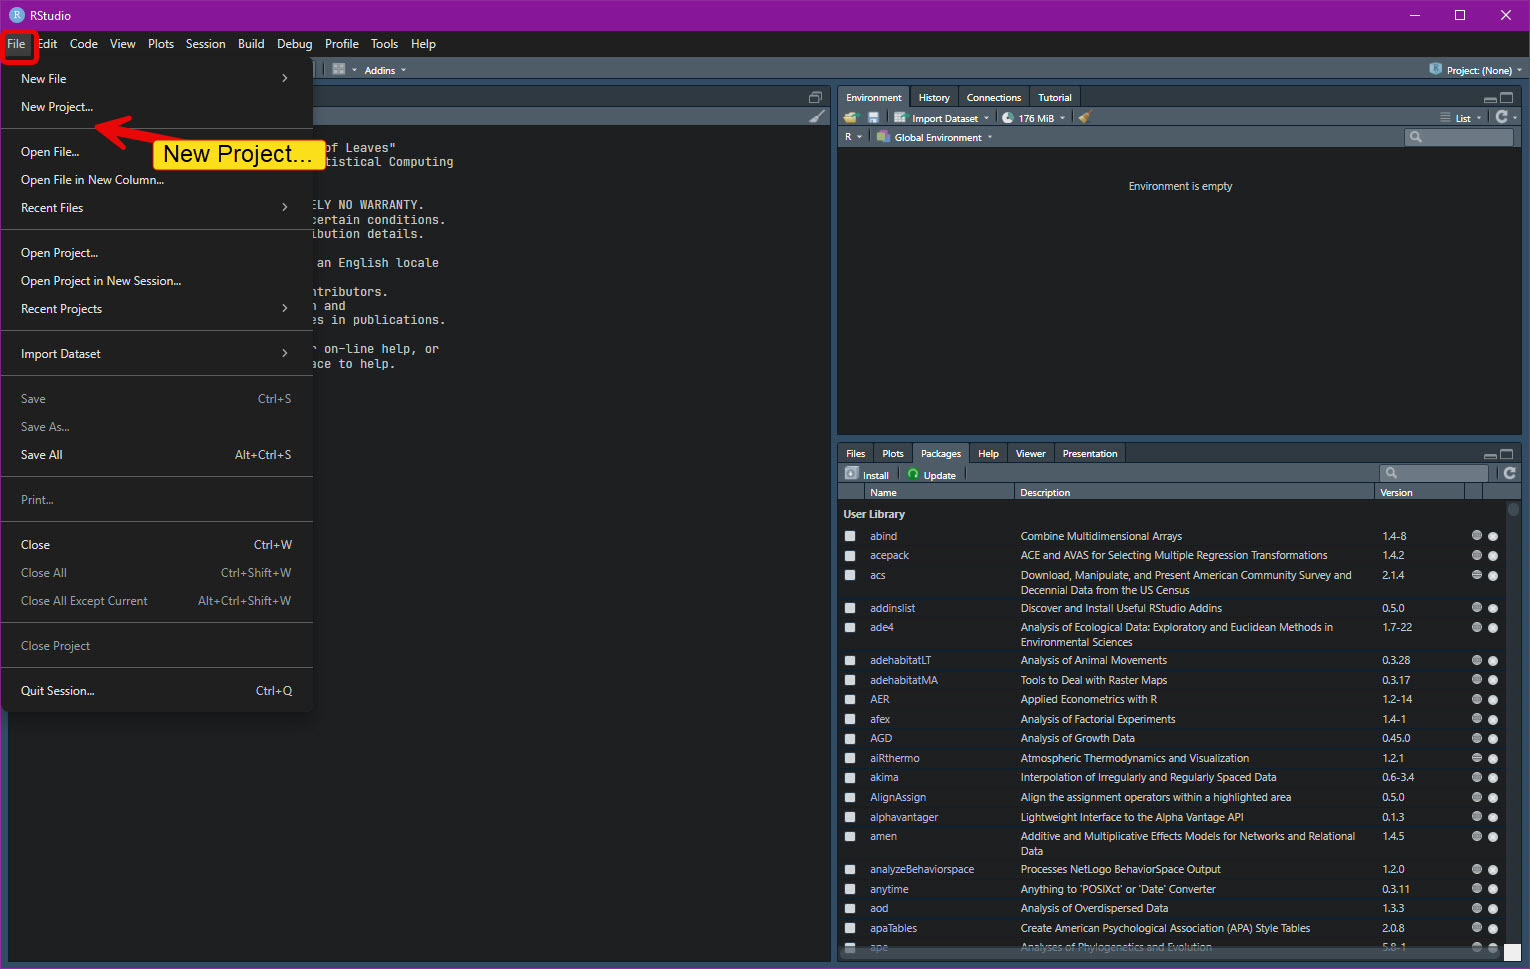 RStudio
File Edit Code View Plots Session Build Debug Profile Tools Help
Addins
Project: (None)
New File
New Project...
New Project...
Open File...
Open File in New Column...
Recent Files
Open Project...
Open Project in New Session...
Recent Projects
Import Dataset
Save Ctrl+S
Save As...
Save All Alt+Ctrl+S
Print...
Close Ctrl+W
Close All Ctrl+Shift+W
Close All Except Current Alt+Ctrl+Shift+W
Close Project
Quit Session... Ctrl+Q
of Leaves"
tistical Computing
ELY NO WARRANTY.
certain conditions.
ibution details.
an English locale
ntributors.
n and
es in publications.
r on-line help, or
ace to help.
Environment History Connections Tutorial
Import Dataset 176 MiB List
R Global Environment
Environment is empty
Files Plots Packages Help Viewer Presentation
Install Update
Name Description Version
User Library
abind Combine Multidimensional Arrays 1.4-8
acepack ACE and AVAS for Selecting Multiple Regression Transformations 1.4.2
acs Download, Manipulate, and Present American Community Survey and 2.1.4
Decennial Data from the US Census
addinslist Discover and Install Useful RStudio Addins 0.5.0
ade4 Analysis of Ecological Data: Exploratory and Euclidean Methods in 1.7-22
Environmental Sciences
adehabitatLT Analysis of Animal Movements 0.3.28
adehabitatMA Tools to Deal with Raster Maps 0.3.17
AER Applied Econometrics with R 1.2-14
afex Analysis of Factorial Experiments 1.4-1
AGD Analysis of Growth Data 0.45.0
aiRthermo Atmospheric Thermodynamics and Visualization 1.2.1
akima Interpolation of Irregularly and Regularly Spaced Data 0.6-3.4
AlignAssign Align the assignment operators within a highlighted area 0.5.0
alphavantager Lightweight Interface to the Alpha Vantage API 0.1.3
amen Additive and Multiplicative Effects Models for Networks and Relational 1.4.5
Data
analyzeBehaviorspace Processes NetLogo BehaviorSpace Output 1.2.0
anytime Anything to 'POSIXct' or 'Date' Converter 0.3.11
aod Analysis of Overdispersed Data 1.3.3
apaTables Create American Psychological Association (APA) Style Tables 2.0.8
ape Analyses of Phylogenetics and Evolution 5.8-1